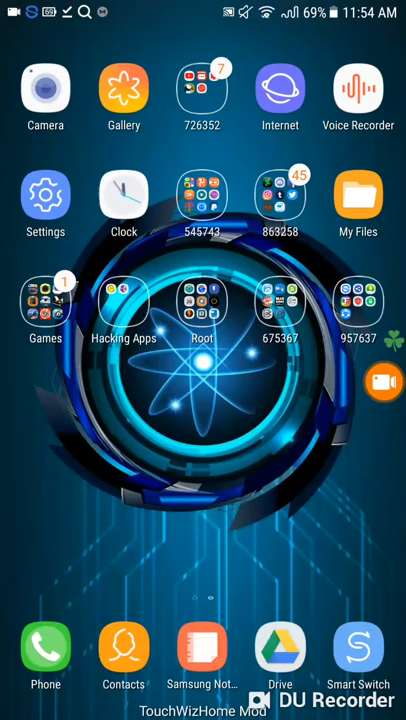 69% 11:54 AM
7
Camera
Gallery
726352
Internet
Voice Recorder
45
Settings
Clock
545743
863258
My Files
1
Games
Hacking Apps
Root
675367
957637
Phone
Contacts
Samsung Not...
Drive
Smart Switch
DU Recorder
TouchWizHome Mod